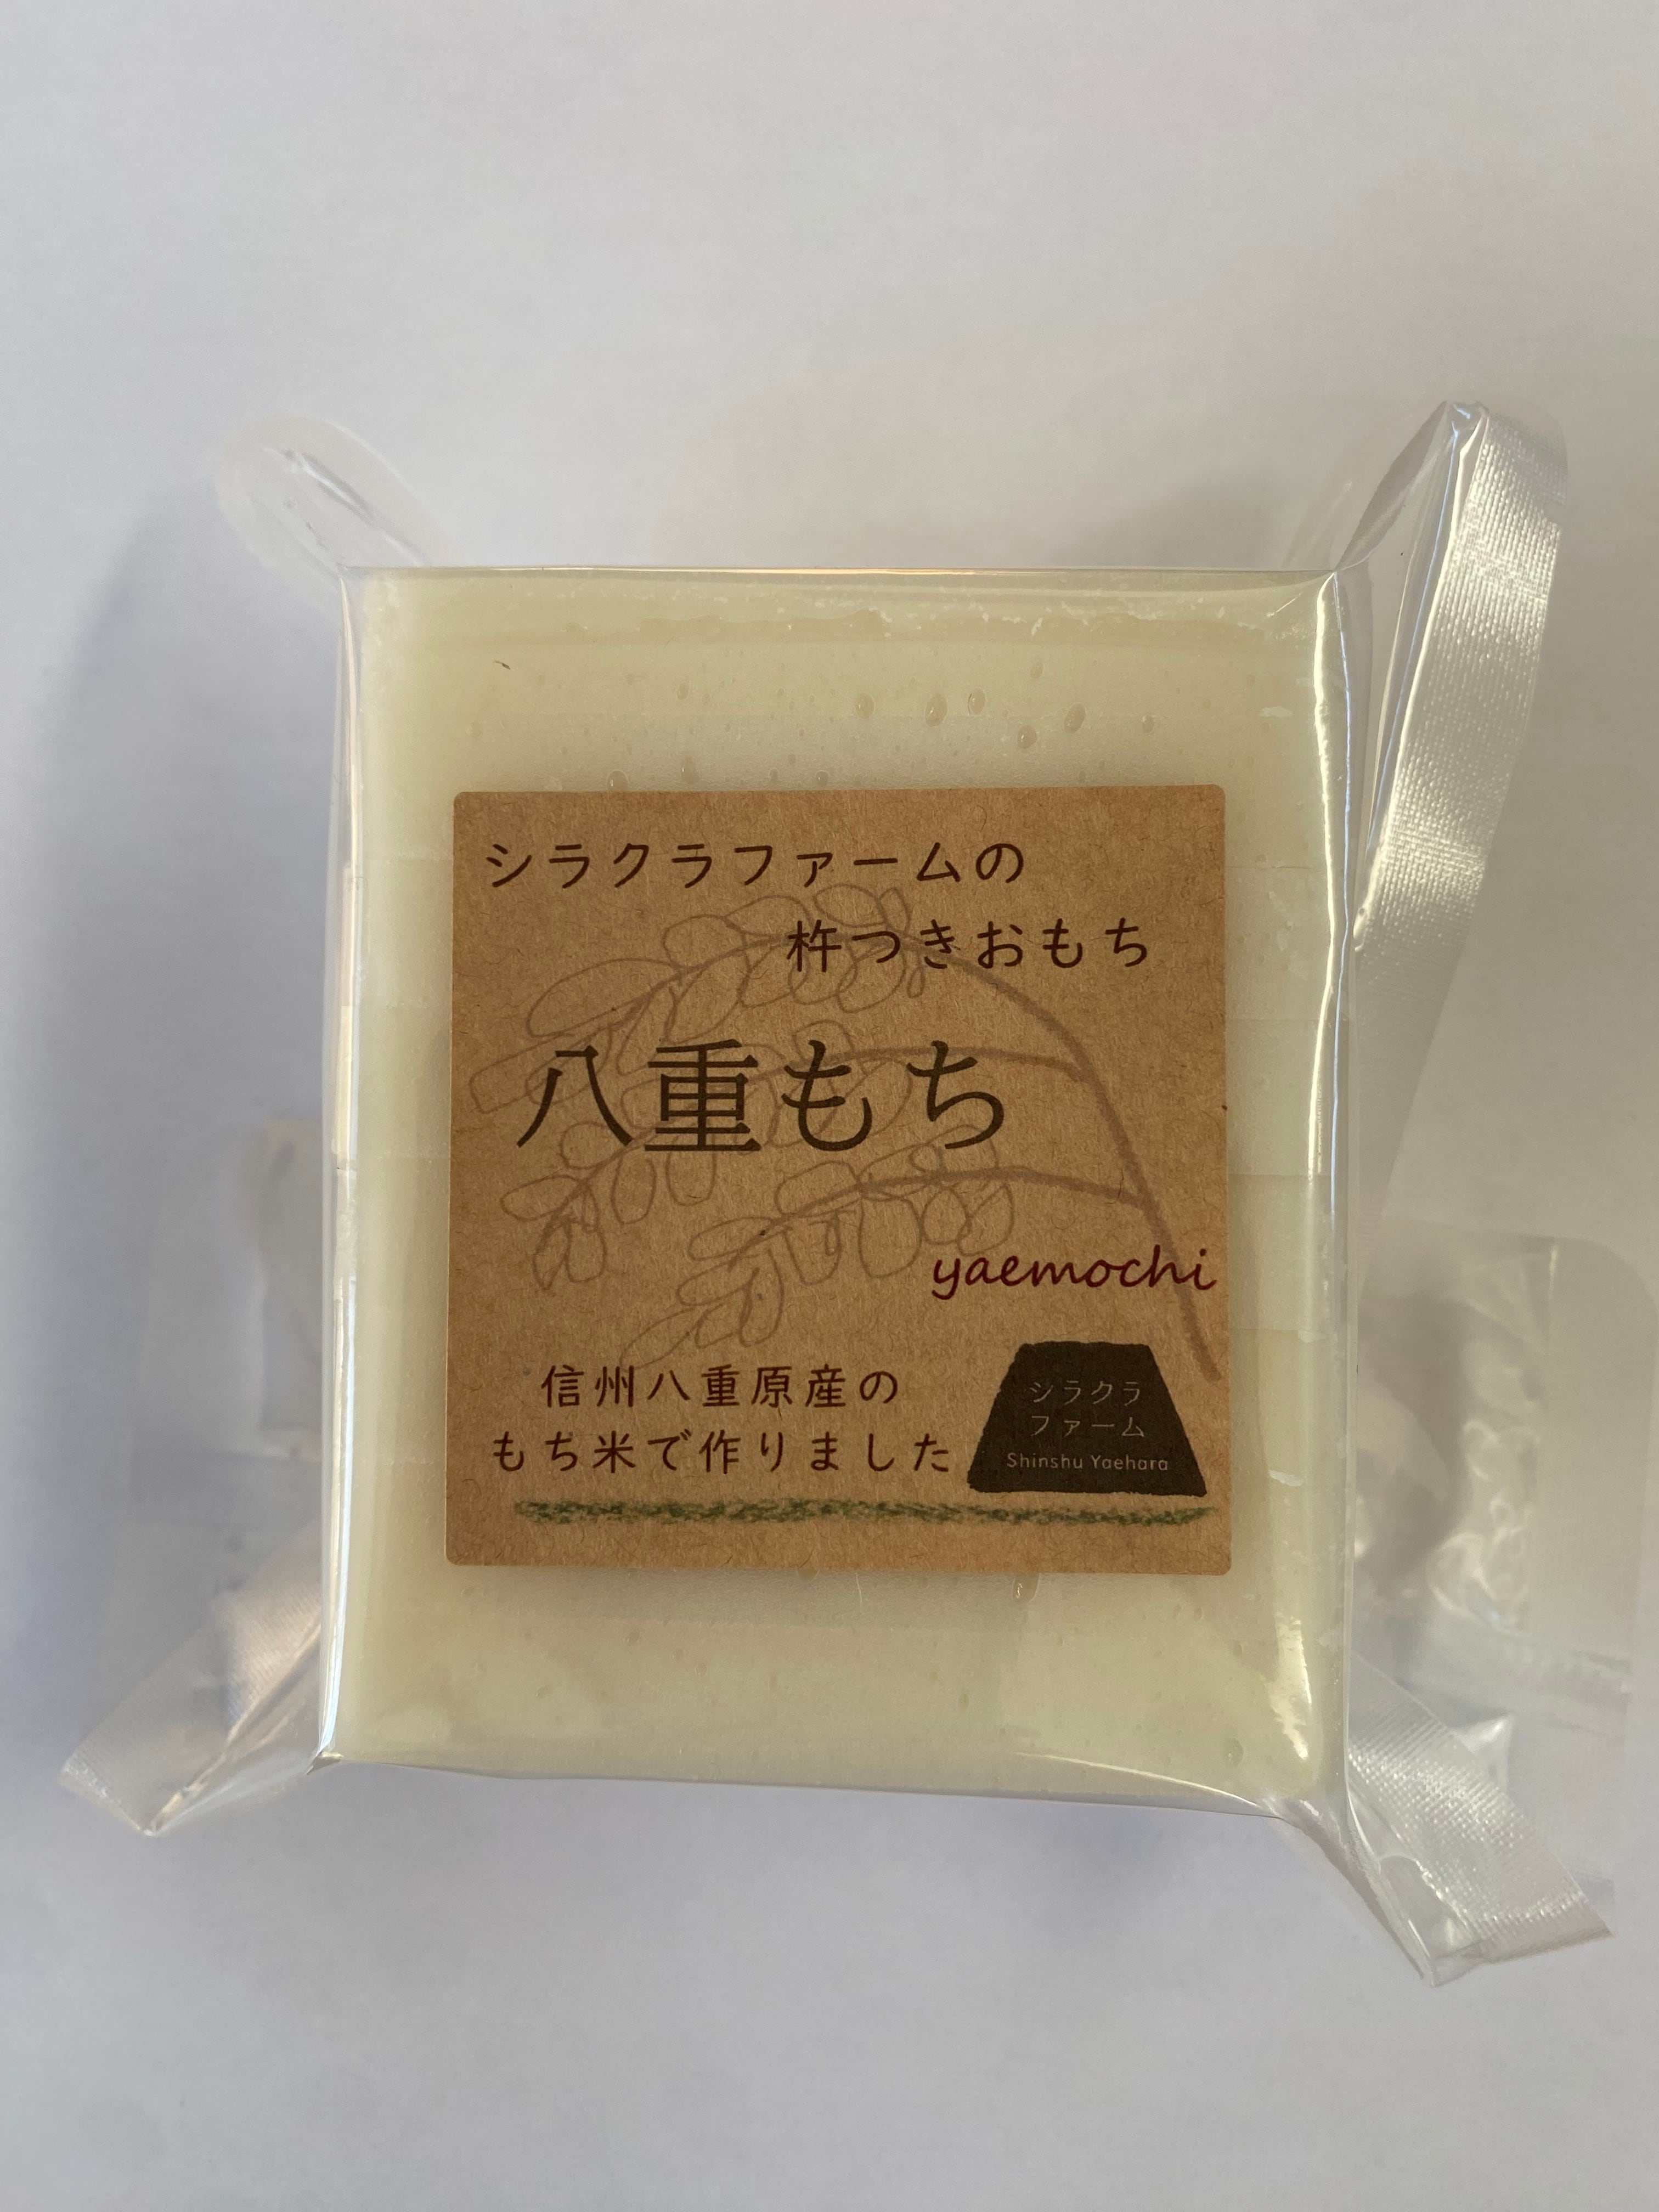 シラクラファームの
杵つきおもち
八重もち
yaemochi
信州八重原産の
もち米で作りました
シラクラ
ファーム
Shinshu Yaehara